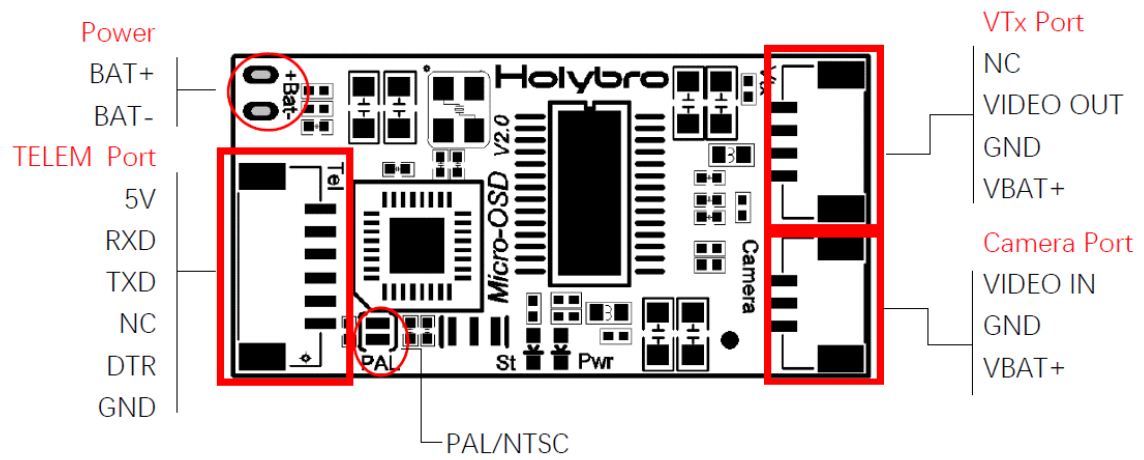 Power
BAT+
BAT-
TELEM Port
5V
RXD
TXD
NC
DTR
GND
+Bat-
Tel
Holybro
Micro-OSD V2.0
Vtx
Camera
PAL
St
Pwr
PAL/NTSC
VTx Port
NC
VIDEO OUT
GND
VBAT+
Camera Port
VIDEO IN
GND
VBAT+